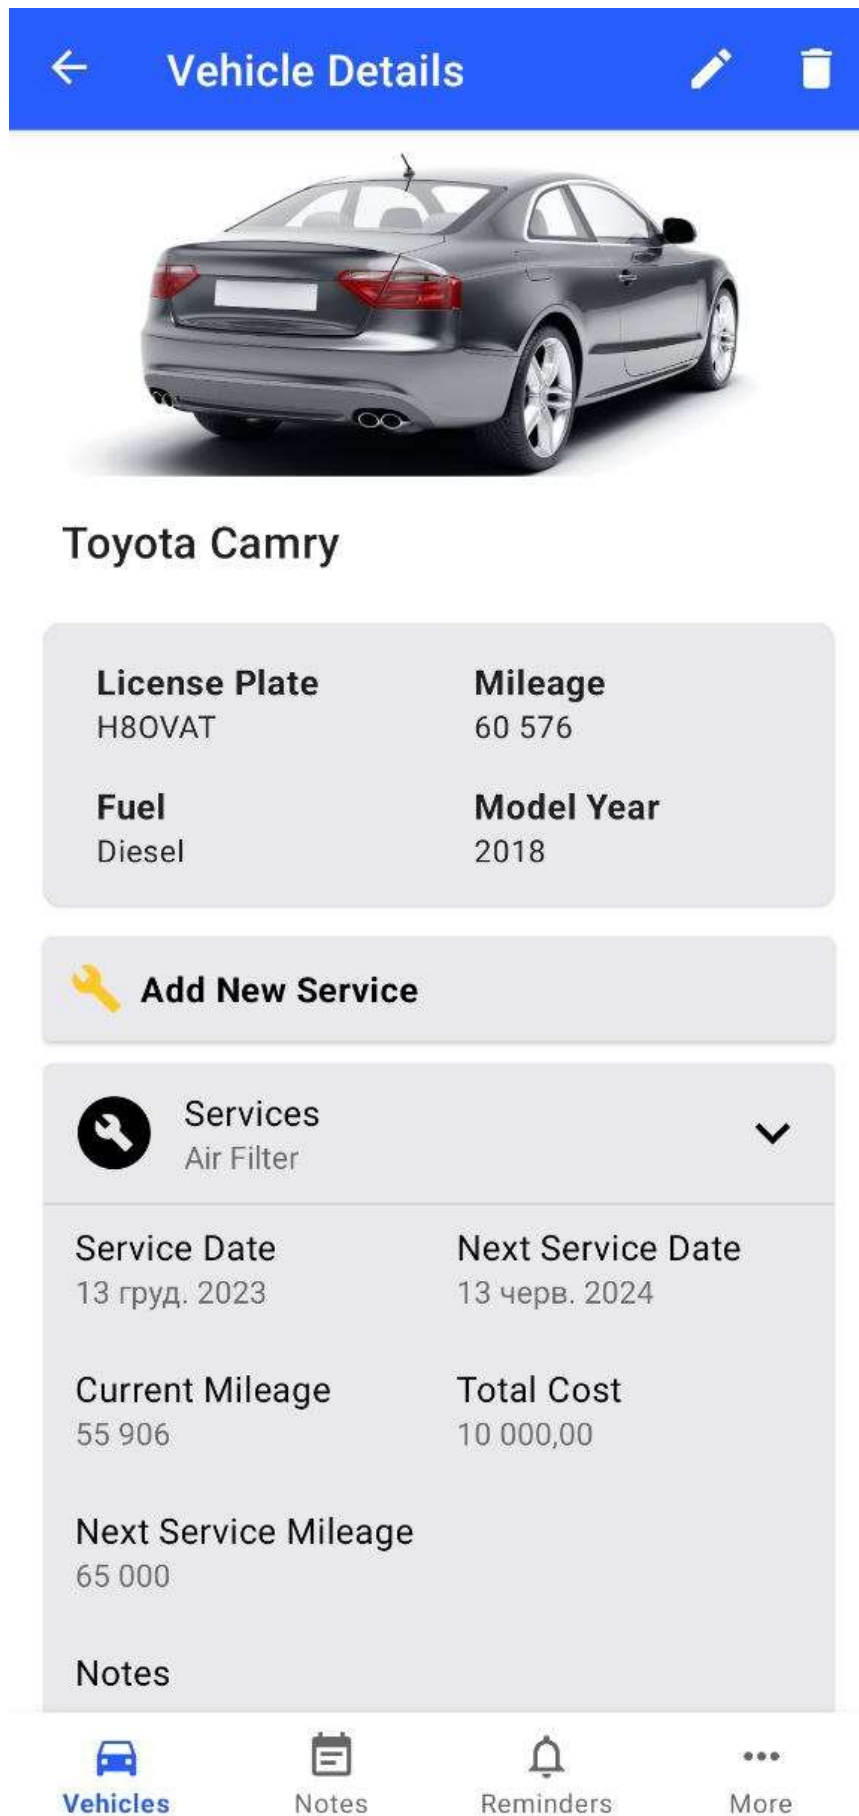 Vehicle Details
Toyota Camry
License Plate
H8OVAT
Mileage
60 576
Fuel
Diesel
Model Year
2018
Add New Service
Services
Air Filter
Service Date
13 груд. 2023
Next Service Date
13 черв. 2024
Current Mileage
55 906
Total Cost
10 000,00
Next Service Mileage
65 000
Notes
Vehicles
Notes
Reminders
More